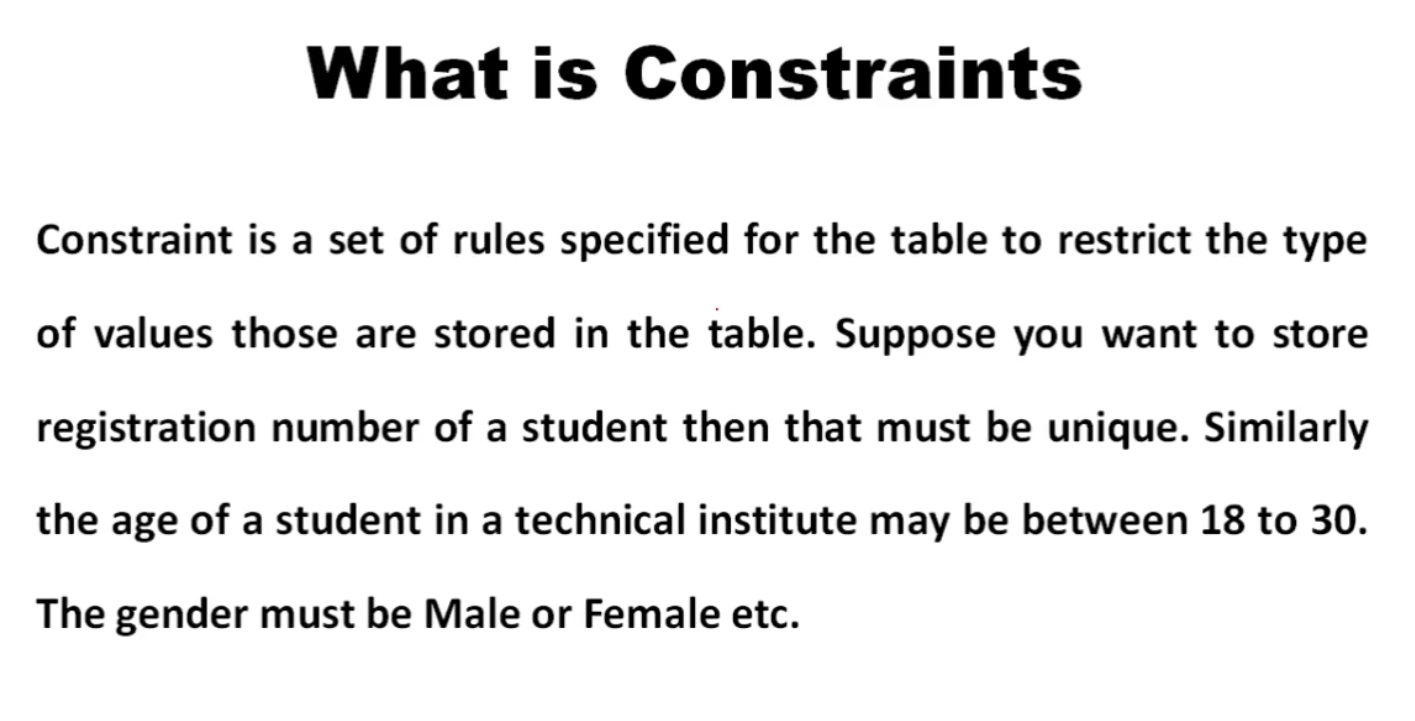 What is Constraints
Constraint is a set of rules specified for the table to restrict the type
of values those are stored in the table. Suppose you want to store
registration number of a student then that must be unique. Similarly
the age of a student in a technical institute may be between 18 to 30.
The gender must be Male or Female etc.